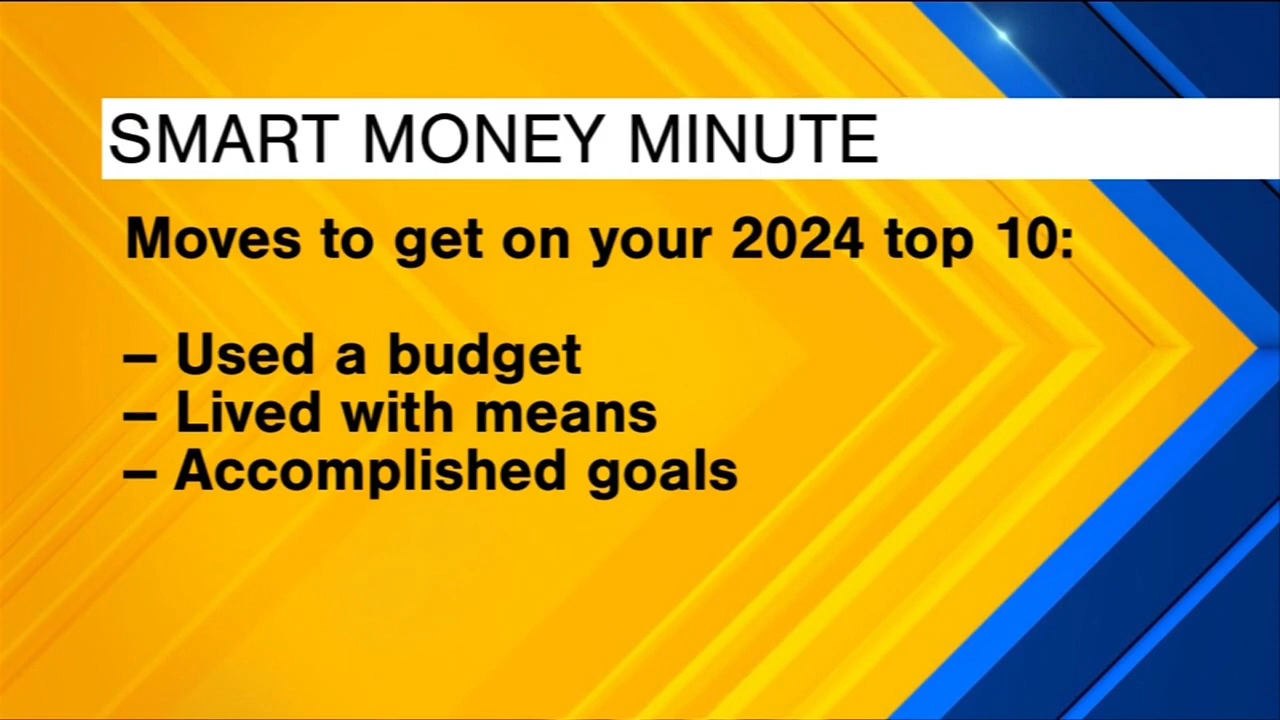 SMART MONEY MINUTE
Moves to get on your 2024 top 10:
– Used a budget
– Lived with means
– Accomplished goals